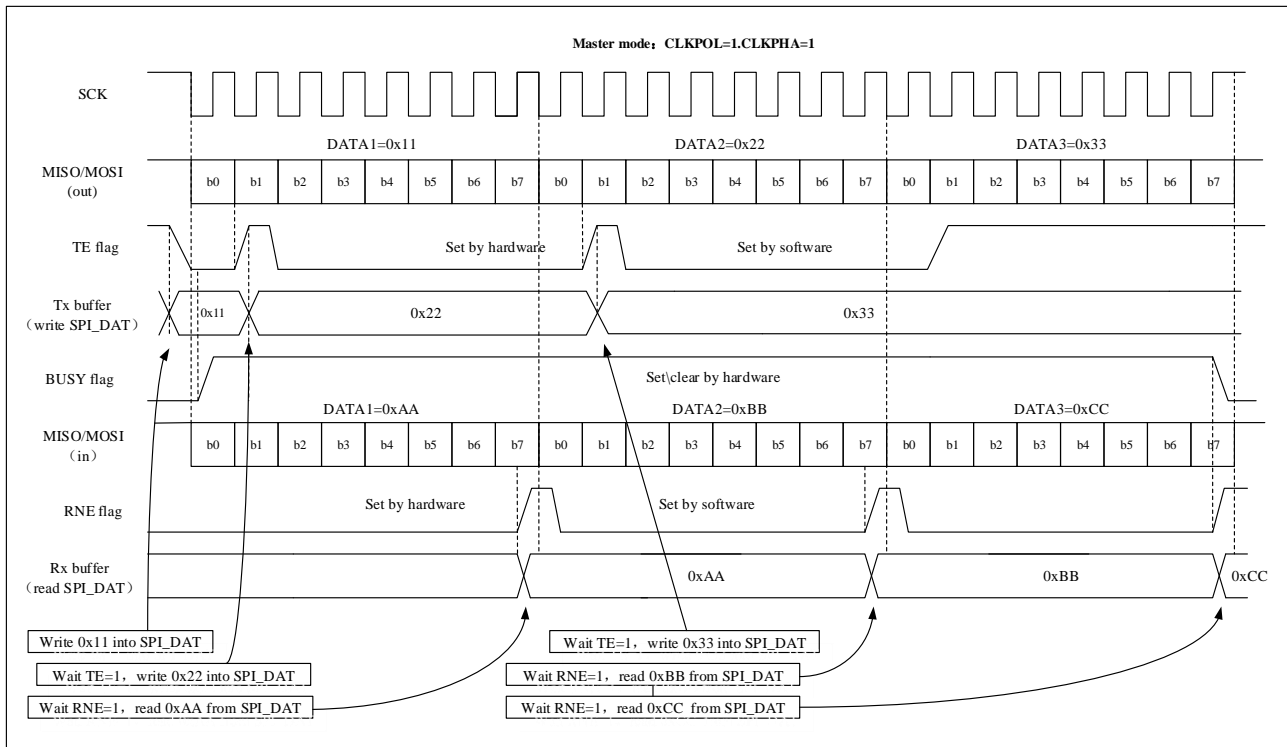 Master mode：CLKPOL=1.CLKPHA=1
SCK
DATA1=0x11 DATA2=0x22 DATA3=0x33
MISO/MOSI
(out)
b0 b1 b2 b3 b4 b5 b6 b7 b0 b1 b2 b3 b4 b5 b6 b7 b0 b1 b2 b3 b4 b5 b6 b7
TE flag
Set by hardware Set by software
Tx buffer
（write SPI_DAT）
0x11 0x22 0x33
BUSY flag
Set\clear by hardware
DATA1=0xAA DATA2=0xBB DATA3=0xCC
MISO/MOSI
(in)
b0 b1 b2 b3 b4 b5 b6 b7 b0 b1 b2 b3 b4 b5 b6 b7 b0 b1 b2 b3 b4 b5 b6 b7
RNE flag
Set by hardware Set by software
Rx buffer
（read SPI_DAT）
0xAA 0xBB 0xCC
Write 0x11 into SPI_DAT
Wait TE=1，write 0x22 into SPI_DAT
Wait RNE=1，read 0xAA from SPI_DAT
Wait TE=1，write 0x33 into SPI_DAT
Wait RNE=1，read 0xBB from SPI_DAT
Wait RNE=1，read 0xCC from SPI_DAT